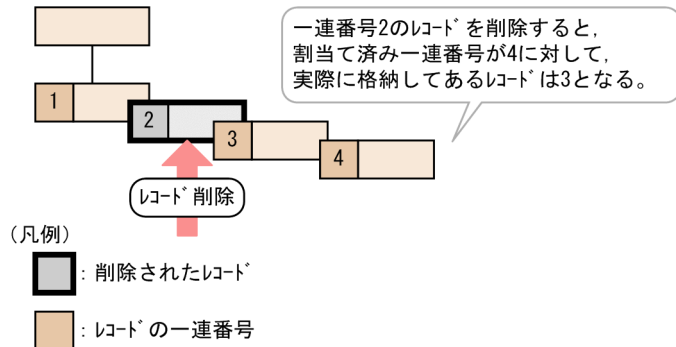 一連番号2のﾚｺｰﾄﾞを削除すると,
割当て済み一連番号が4に対して,
実際に格納してあるﾚｺｰﾄﾞは3となる。
1
2
3
4
ﾚｺｰﾄﾞ削除
(凡例)
: 削除されたﾚｺｰﾄﾞ
: ﾚｺｰﾄﾞの一連番号